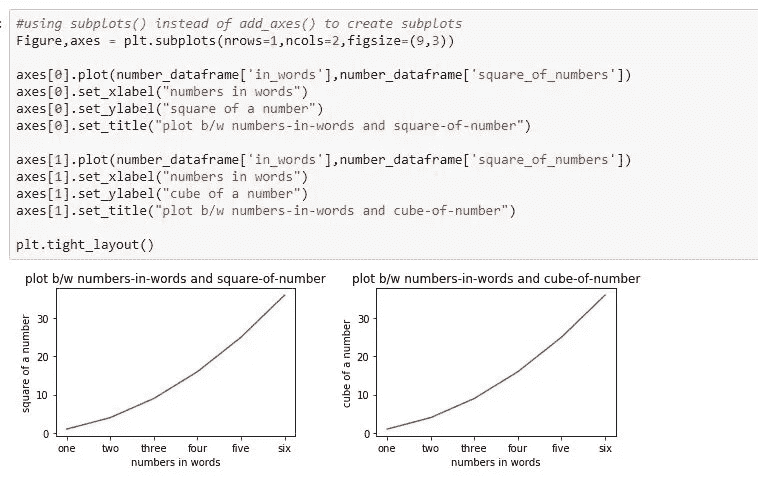 #using subplots() instead of add_axes() to create subplots
Figure,axes = plt.subplots(nrows=1,ncols=2,figsize=(9,3))
axes[0].plot(number_dataframe['in_words'],number_dataframe['square_of_numbers'])
axes[0].set_xlabel("numbers in words")
axes[0].set_ylabel("square of a number")
axes[0].set_title("plot b/w numbers-in-words and square-of-number")
axes[1].plot(number_dataframe['in_words'],number_dataframe['square_of_numbers'])
axes[1].set_xlabel("numbers in words")
axes[1].set_ylabel("cube of a number")
axes[1].set_title("plot b/w numbers-in-words and cube-of-number")
plt.tight_layout()
plot b/w numbers-in-words and square-of-number
square of a number
30
20
10
0
one two three four five six
numbers in words
plot b/w numbers-in-words and cube-of-number
cube of a number
30
20
10
0
one two three four five six
numbers in words